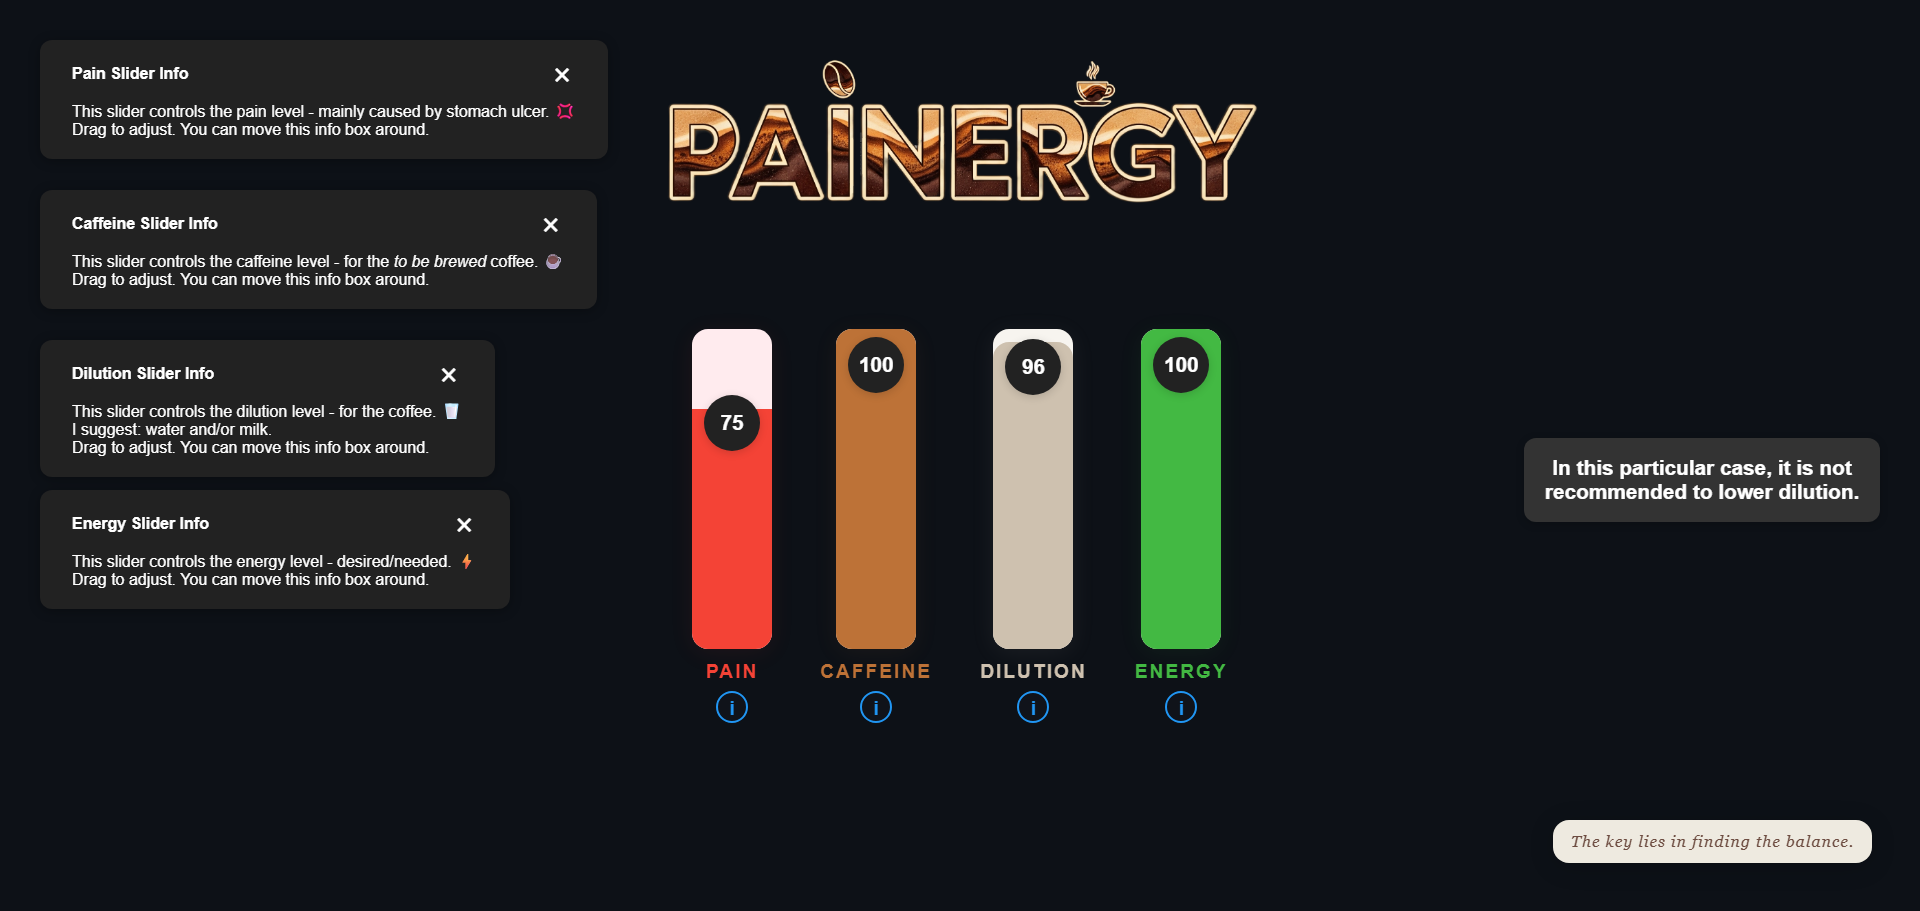 Pain Slider Info
This slider controls the pain level - mainly caused by stomach ulcer. 💢
Drag to adjust. You can move this info box around.
Caffeine Slider Info
This slider controls the caffeine level - for the to be brewed coffee. ☕
Drag to adjust. You can move this info box around.
Dilution Slider Info
This slider controls the dilution level - for the coffee. 🥛
I suggest: water and/or milk.
Drag to adjust. You can move this info box around.
Energy Slider Info
This slider controls the energy level - desired/needed. ⚡
Drag to adjust. You can move this info box around.
PAINERGY
75
100
96
100
PAIN
CAFFEINE
DILUTION
ENERGY
i
i
i
i
In this particular case, it is not
recommended to lower dilution.
The key lies in finding the balance.